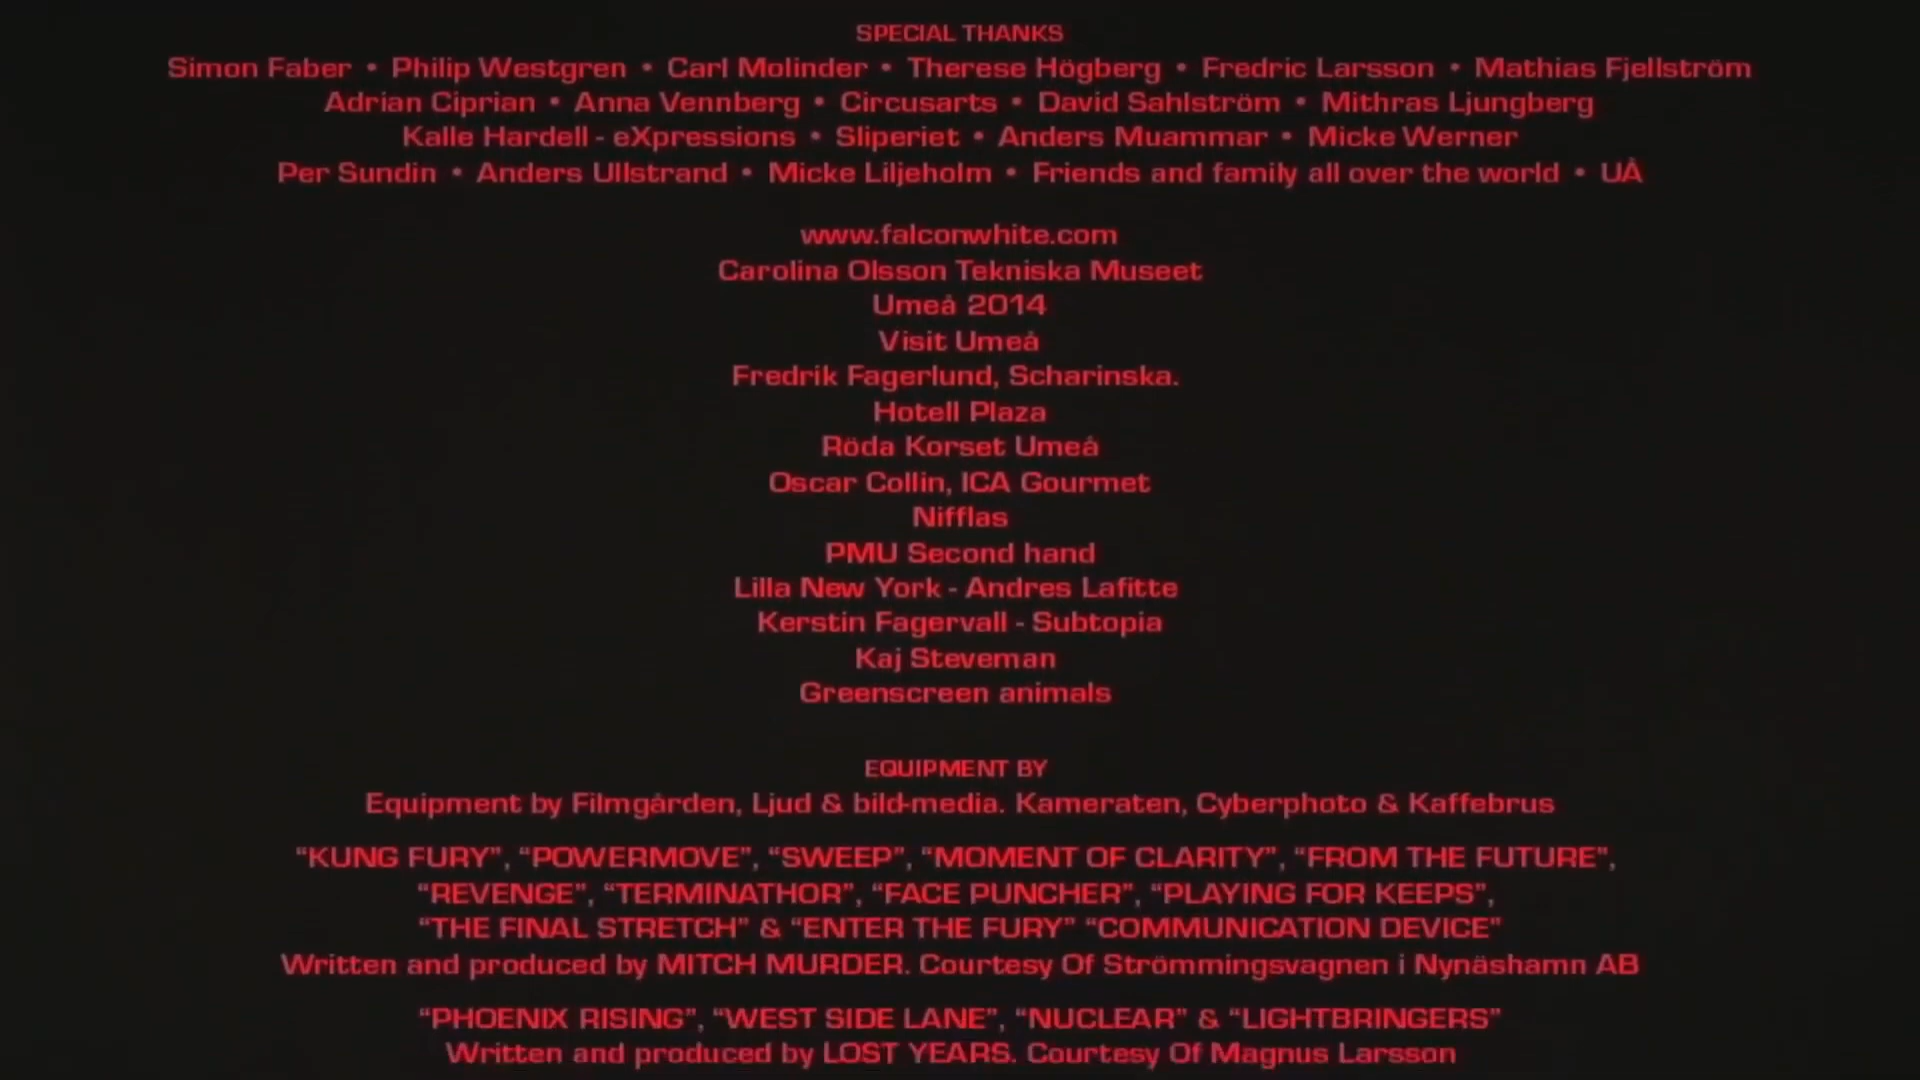 SPECIAL THANKS
Simon Faber • Philip Westgren • Carl Molinder • Therese Högberg • Fredric Larsson • Mathias Fjellström
Adrian Ciprian • Anna Vennberg • Circusarts • David Sahlström • Mithras Ljungberg
Kalle Hardell - eXpressions • Sliperiet • Anders Muammar • Micke Werner
Per Sundin • Anders Ullstrand • Micke Liljeholm • Friends and family all over the world • UÅ
www.falconwhite.com
Carolina Olsson Tekniska Museet
Umeå 2014
Visit Umeå
Fredrik Fagerlund, Scharinska.
Hotell Plaza
Röda Korset Umeå
Oscar Collin, ICA Gourmet
Nifflas
PMU Second hand
Lilla New York - Andres Lafitte
Kerstin Fagervall - Subtopia
Kaj Steveman
Greenscreen animals
EQUIPMENT BY
Equipment by Filmgården, Ljud & bild-media. Kameraten, Cyberphoto & Kaffebrus
“KUNG FURY”, “POWERMOVE”, “SWEEP”, “MOMENT OF CLARITY”, “FROM THE FUTURE”,
“REVENGE”, “TERMINATHOR”, “FACE PUNCHER”, “PLAYING FOR KEEPS”,
“THE FINAL STRETCH” & “ENTER THE FURY” “COMMUNICATION DEVICE”
Written and produced by MITCH MURDER. Courtesy Of Strömmingsvagnen i Nynäshamn AB
“PHOENIX RISING”, “WEST SIDE LANE”, “NUCLEAR” & “LIGHTBRINGERS”
Written and produced by LOST YEARS. Courtesy Of Magnus Larsson